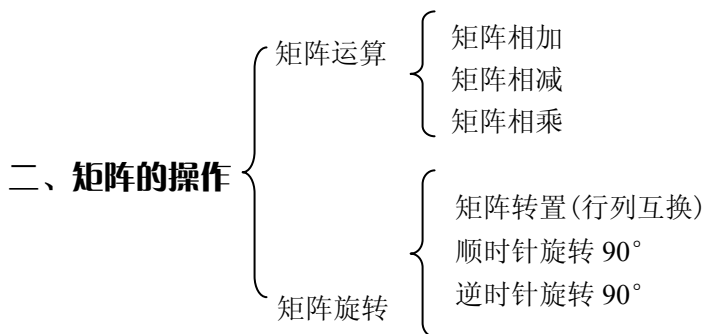 矩阵运算
矩阵相加
矩阵相减
矩阵相乘
二、矩阵的操作
矩阵旋转
矩阵转置(行列互换)
顺时针旋转 90°
逆时针旋转 90°